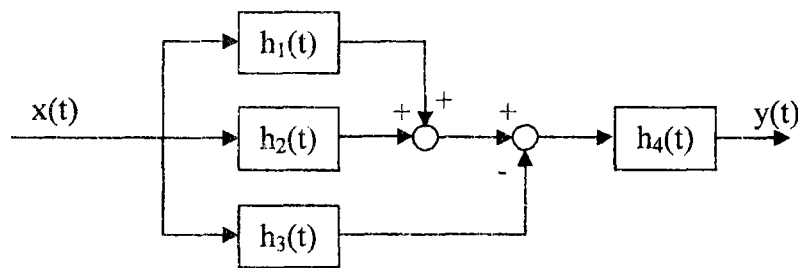 h₁(t)
x(t)
+
+
+
h₂(t)
h₄(t)
y(t)
-
h₃(t)